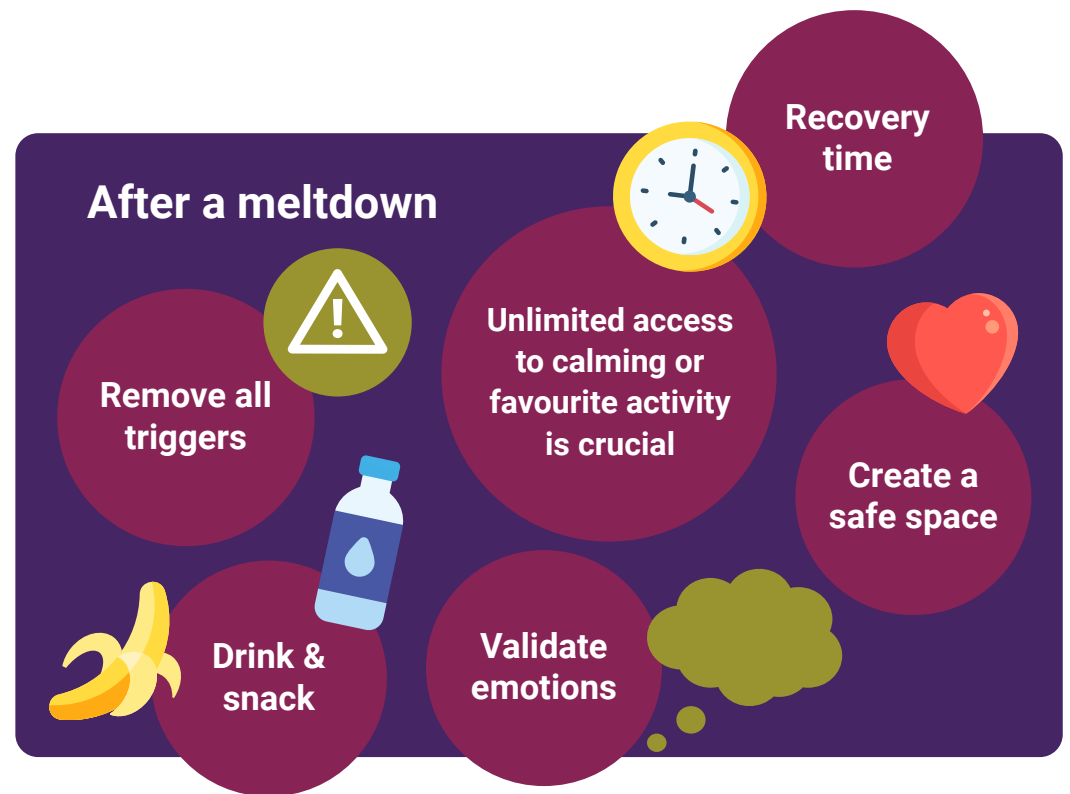 After a meltdown
Recovery
time
Remove all
triggers
Unlimited access
to calming or
favourite activity
is crucial
Create a
safe space
Drink &
snack
Validate
emotions